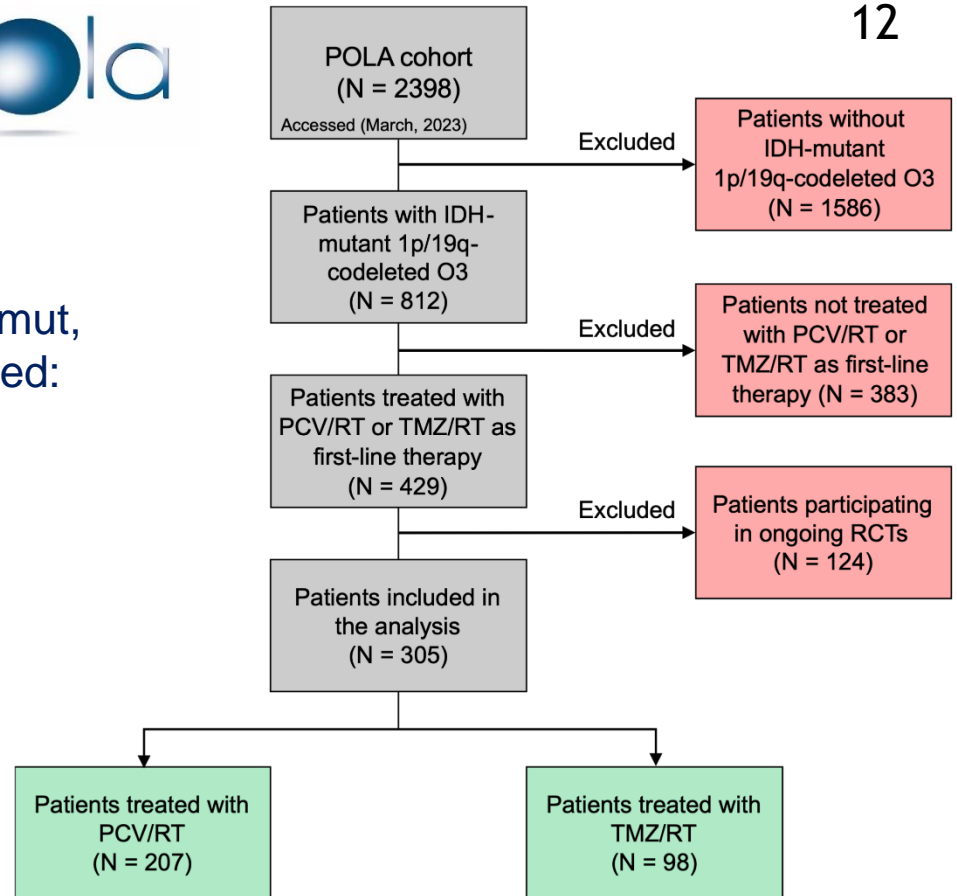 ola
12
POLA cohort
(N = 2398)
Accessed (March, 2023)
Excluded
Patients without
IDH-mutant
1p/19q-codeleted O3
(N = 1586)
Patients with IDH-
mutant 1p/19q-
codeleted O3
(N = 812)
mut,
ed:
Excluded
Patients not treated
with PCV/RT or
TMZ/RT as first-line
therapy (N = 383)
Patients treated with
PCV/RT or TMZ/RT as
first-line therapy
(N = 429)
Excluded
Patients participating
in ongoing RCTs
(N = 124)
Patients included in
the analysis
(N = 305)
Patients treated with
PCV/RT
(N = 207)
Patients treated with
TMZ/RT
(N = 98)